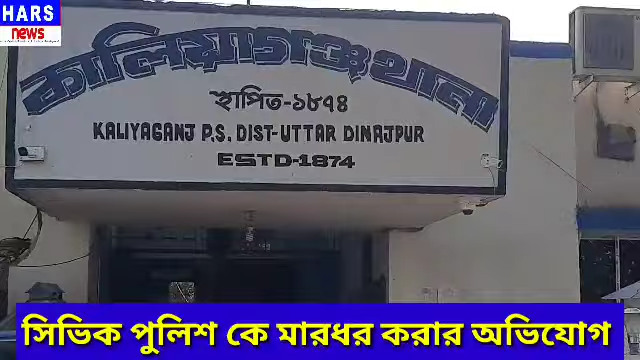 HARS
news
কালিয়াগঞ্জ থানা
স্থাপিত-১৮৭৪
KALIYAGANJ P.S. DIST-UTTAR DINAJPUR
ESTD-1874
সিভিক পুলিশ কে মারধর করার অভিযোগ